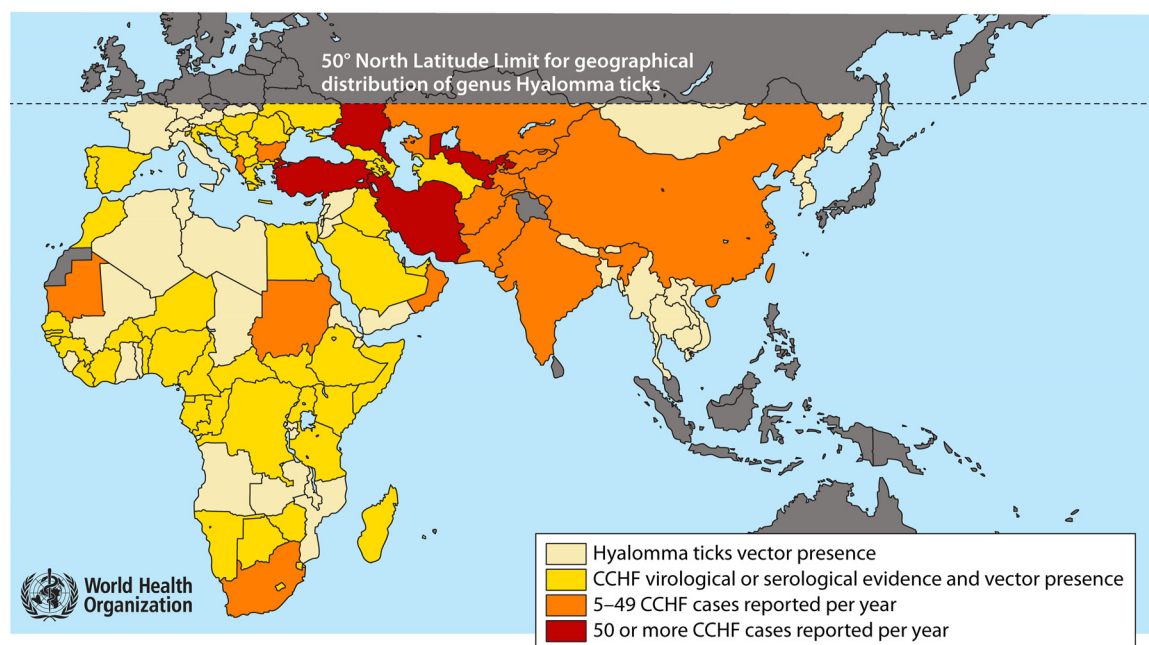 50° North Latitude Limit for geographical
distribution of genus Hyalomma ticks
Hyalomma ticks vector presence
CCHF virological or serological evidence and vector presence
5–49 CCHF cases reported per year
50 or more CCHF cases reported per year
World Health
Organization